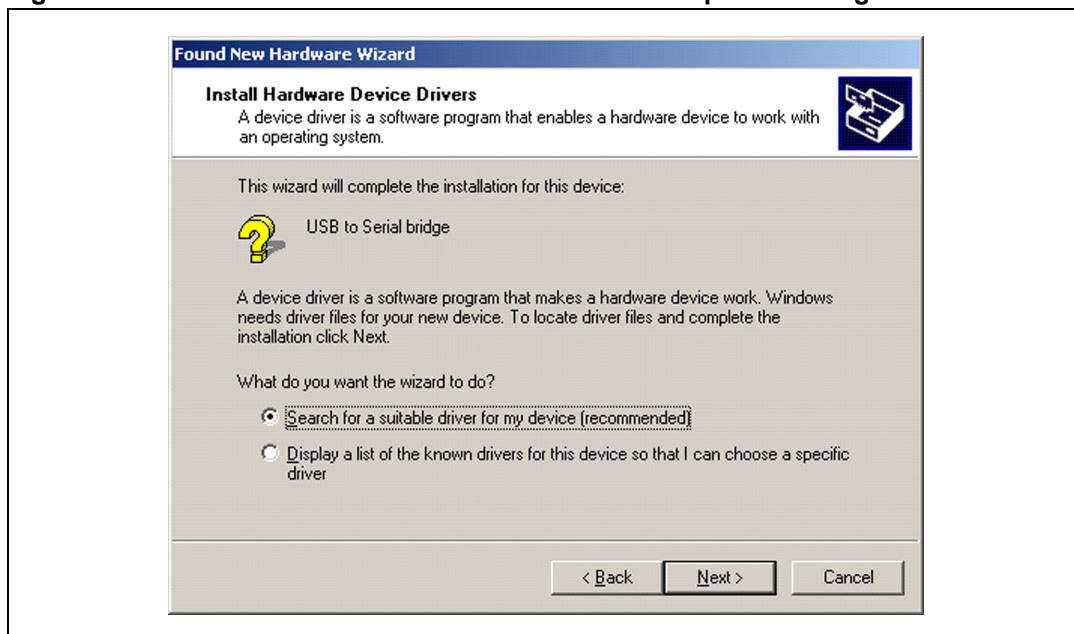 Found New Hardware Wizard
Install Hardware Device Drivers
A device driver is a software program that enables a hardware device to work with
an operating system.
This wizard will complete the installation for this device:
USB to Serial bridge
A device driver is a software program that makes a hardware device work. Windows
needs driver files for your new device. To locate driver files and complete the
installation click Next.
What do you want the wizard to do?
Search for a suitable driver for my device (recommended)
Display a list of the known drivers for this device so that I can choose a specific
driver
< Back
Next >
Cancel